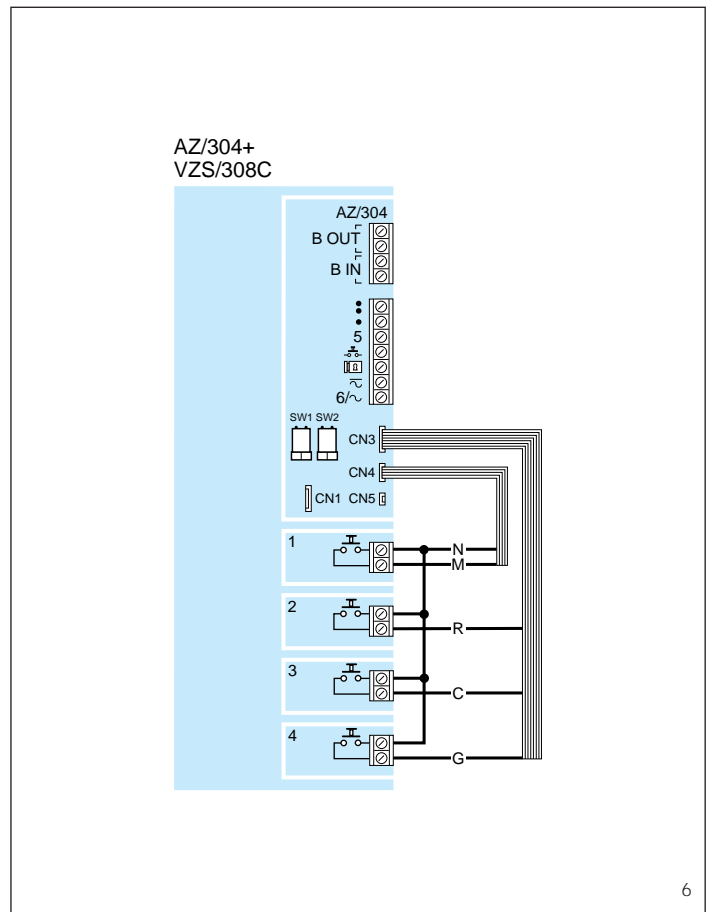 AZ/304+
VZS/308C
AZ/304
B OUT
B IN
5
6/~
SW1 SW2
CN3
CN4
CN1 CN5
1
N
M
2
R
3
C
4
G
6